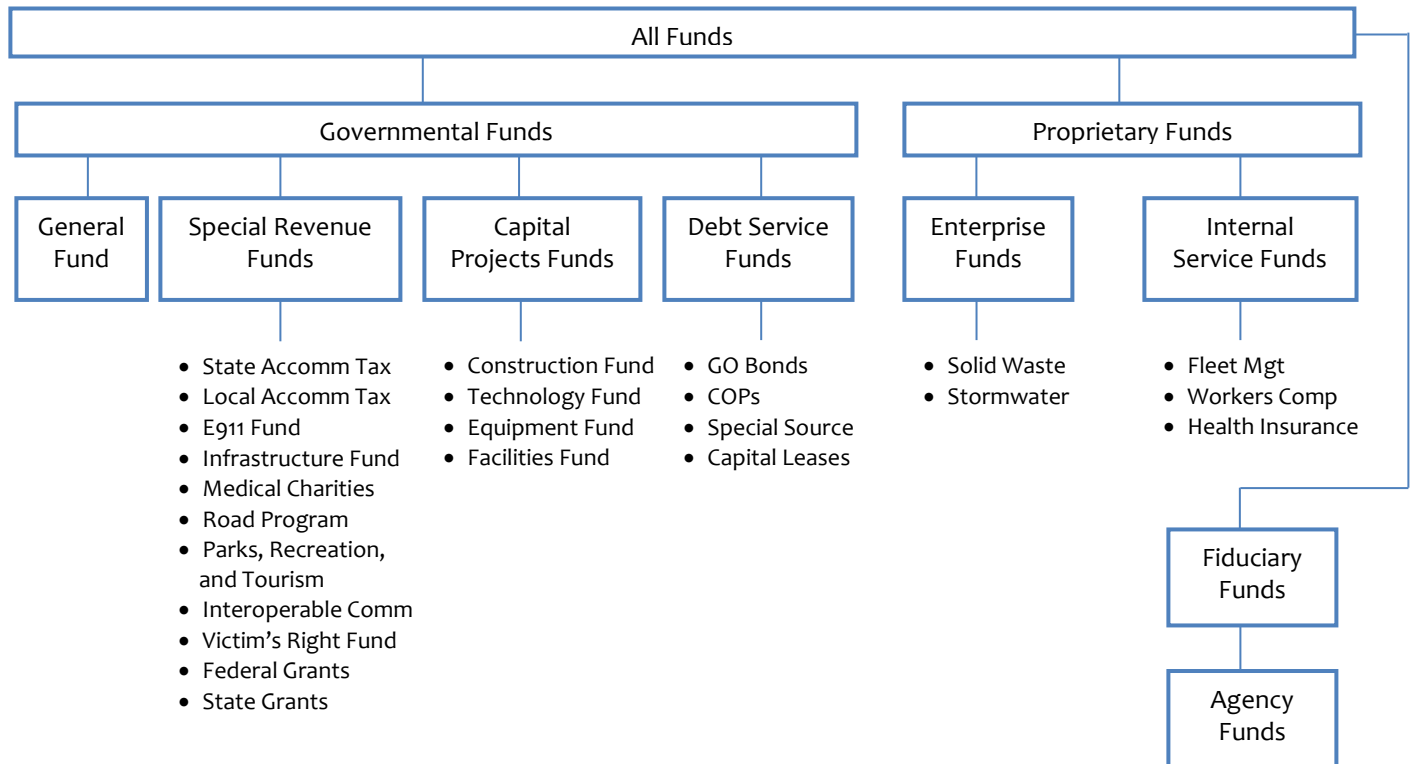 All Funds
Governmental Funds
Proprietary Funds
General
Fund
Special Revenue
Funds
Capital
Projects Funds
Debt Service
Funds
Enterprise
Funds
Internal
Service Funds
• State Accomm Tax
• Local Accomm Tax
• E911 Fund
• Infrastructure Fund
• Medical Charities
• Road Program
• Parks, Recreation,
and Tourism
• Interoperable Comm
• Victim’s Right Fund
• Federal Grants
• State Grants
• Construction Fund
• Technology Fund
• Equipment Fund
• Facilities Fund
• GO Bonds
• COPs
• Special Source
• Capital Leases
• Solid Waste
• Stormwater
• Fleet Mgt
• Workers Comp
• Health Insurance
Fiduciary
Funds
Agency
Funds